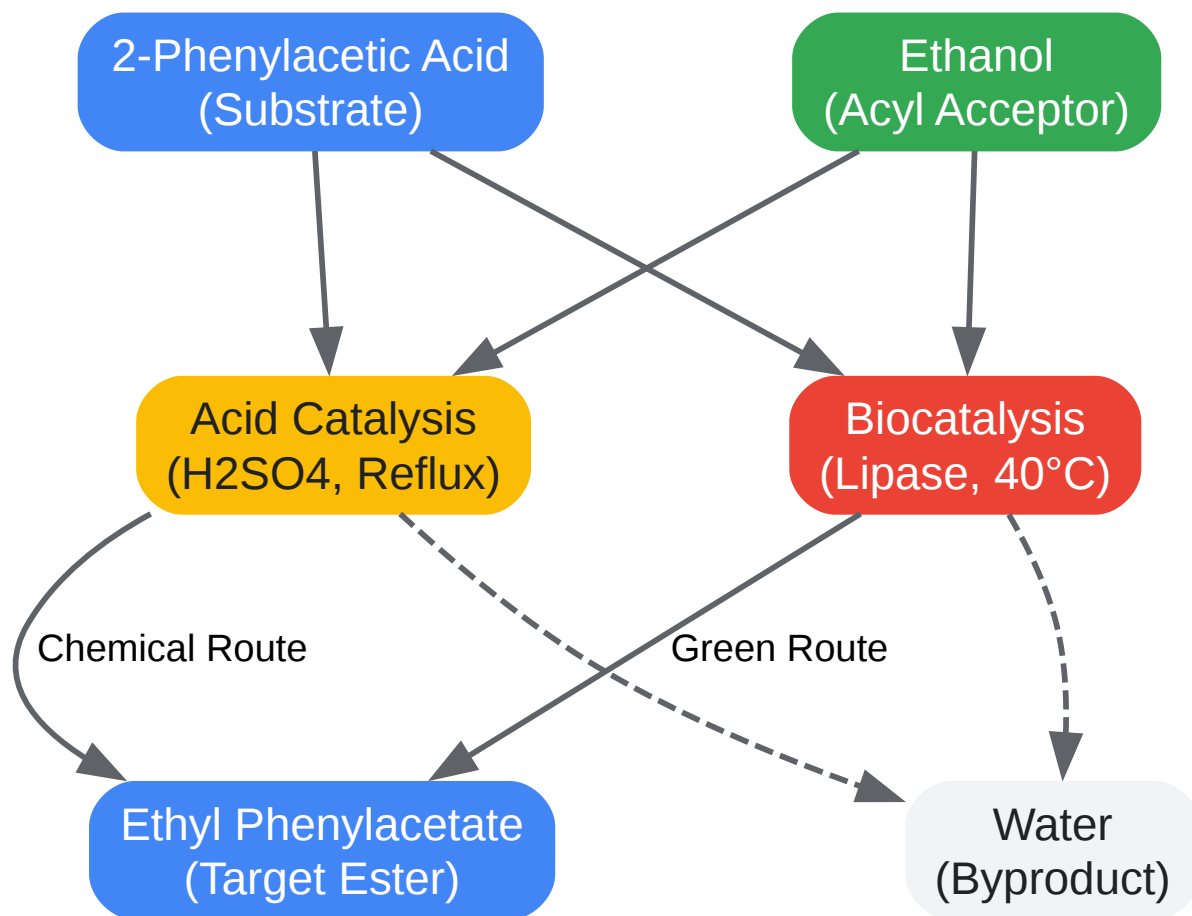 2-Phenylacetic Acid
(Substrate)
Ethanol
(Acyl Acceptor)
Acid Catalysis
(H2SO4, Reflux)
Biocatalysis
(Lipase, 40°C)
Chemical Route
Green Route
Ethyl Phenylacetate
(Target Ester)
Water
(Byproduct)